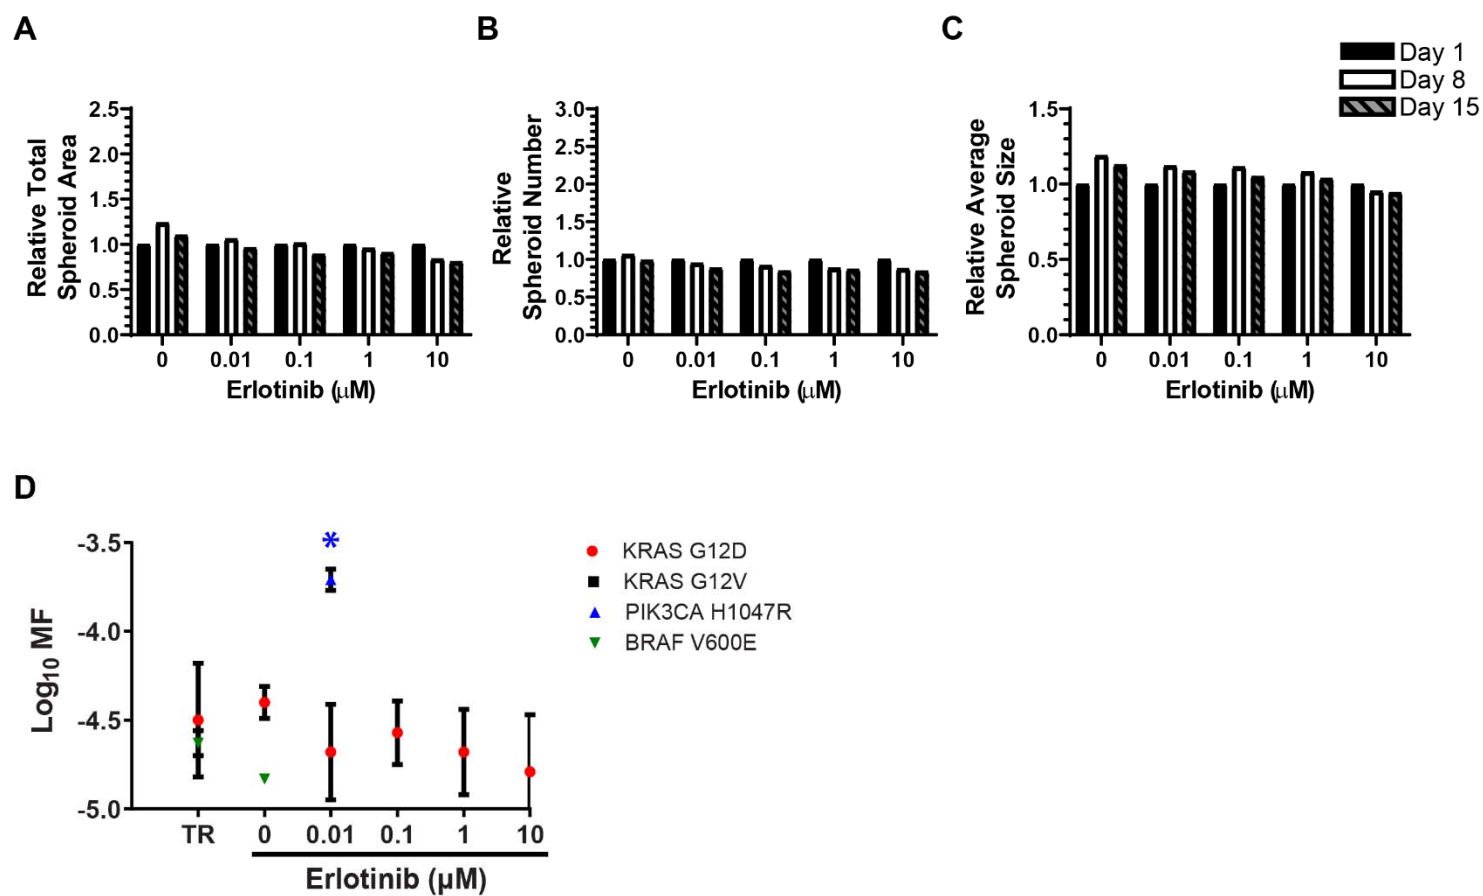 A
B
C
Day 1
Day 8
Day 15
Relative Total
Spheroid Area
2.5
2.0
1.5
1.0
0.5
0.0
0 0.01 0.1 1 10
Erlotinib (μM)
Relative
Spheroid Number
3.0
2.5
2.0
1.5
1.0
0.5
0.0
0 0.01 0.1 1 10
Erlotinib (μM)
Relative Average
Spheroid Size
1.5
1.0
0.5
0.0
0 0.01 0.1 1 10
Erlotinib (μM)
D
Log10 MF
-3.5
-4.0
-4.5
-5.0
*
TR 0 0.01 0.1 1 10
Erlotinib (μM)
KRAS G12D
KRAS G12V
PIK3CA H1047R
BRAF V600E